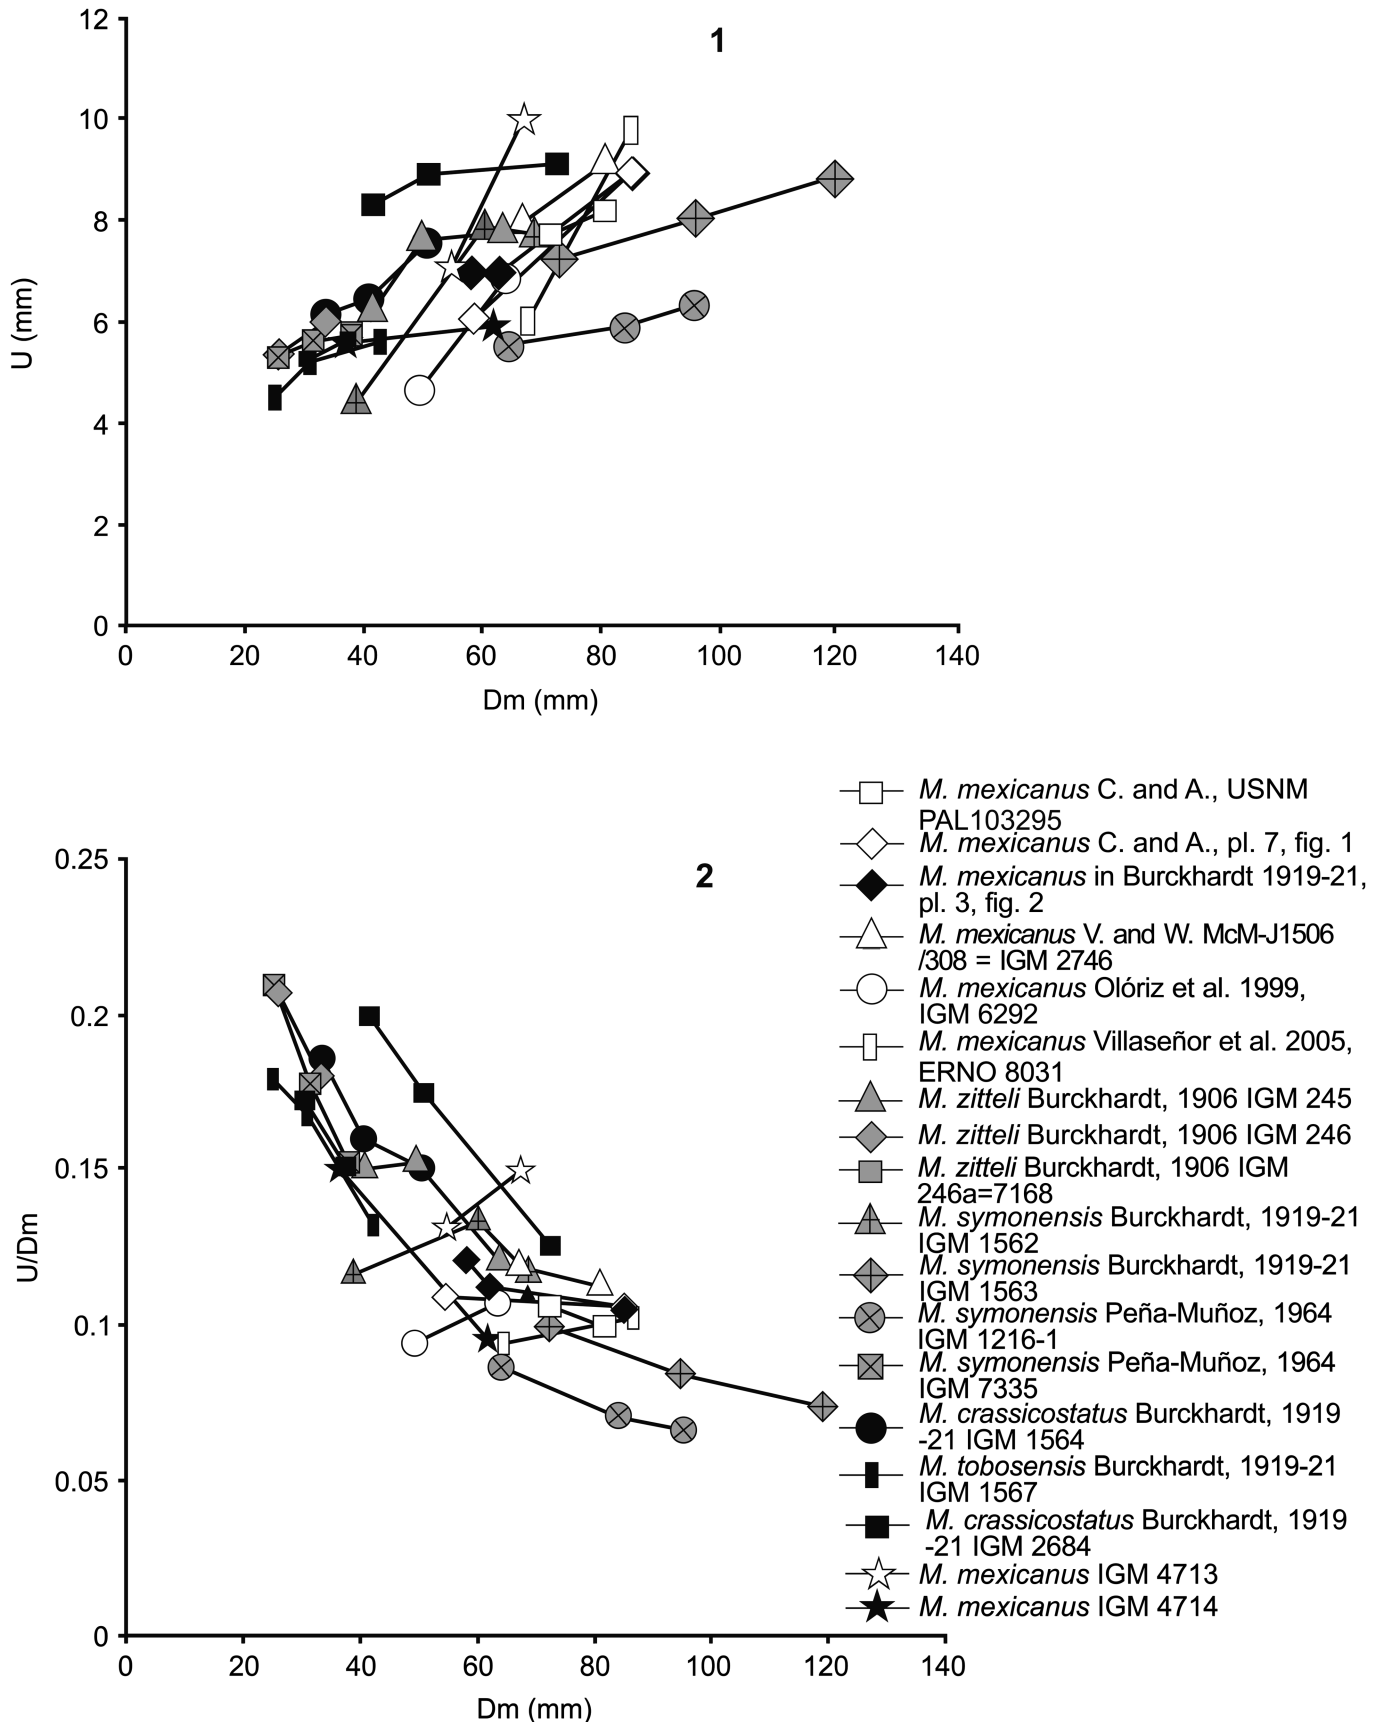 12
1
10
8
6
4
2
0
U (mm)
0 20 40 60 80 100 120 140
Dm (mm)
M. mexicanus C. and A., USNM
PAL103295
M. mexicanus C. and A., pl. 7, fig. 1
M. mexicanus in Burckhardt 1919-21,
pl. 3, fig. 2
M. mexicanus V. and W. McM-J1506
/308 = IGM 2746
M. mexicanus Olóriz et al. 1999,
IGM 6292
M. mexicanus Villaseñor et al. 2005,
ERNO 8031
M. zitteli Burckhardt, 1906 IGM 245
M. zitteli Burckhardt, 1906 IGM 246
M. zitteli Burckhardt, 1906 IGM
246a=7168
M. symonensis Burckhardt, 1919-21
IGM 1562
M. symonensis Burckhardt, 1919-21
IGM 1563
M. symonensis Peña-Muñoz, 1964
IGM 1216-1
M. symonensis Peña-Muñoz, 1964
IGM 7335
M. crassicostatus Burckhardt, 1919
-21 IGM 1564
M. tobosensis Burckhardt, 1919-21
IGM 1567
M. crassicostatus Burckhardt, 1919
-21 IGM 2684
M. mexicanus IGM 4713
M. mexicanus IGM 4714
0.25
2
0.2
0.15
0.1
0.05
0
U/Dm
0 20 40 60 80 100 120 140
Dm (mm)